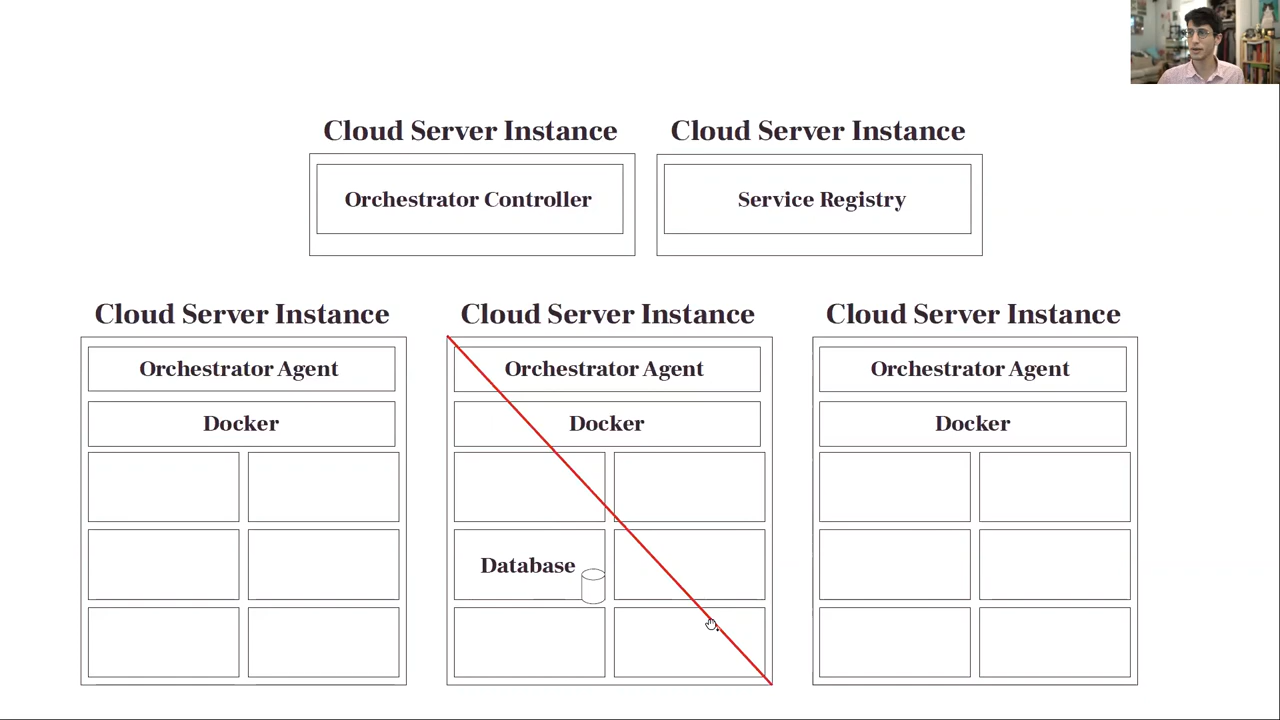 Cloud Server Instance
Cloud Server Instance
Orchestrator Controller
Service Registry
Cloud Server Instance
Cloud Server Instance
Cloud Server Instance
Orchestrator Agent
Orchestrator Agent
Orchestrator Agent
Docker
Docker
Docker
Database